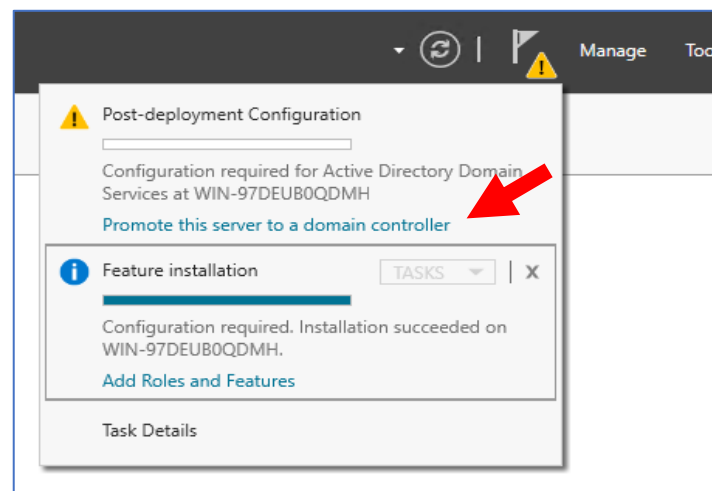 Manage
Too
Post-deployment Configuration
Configuration required for Active Directory Domain
Services at WIN-97DEUB0QDMH
Promote this server to a domain controller
Feature installation
TASKS
X
Configuration required. Installation succeeded on
WIN-97DEUB0QDMH.
Add Roles and Features
Task Details